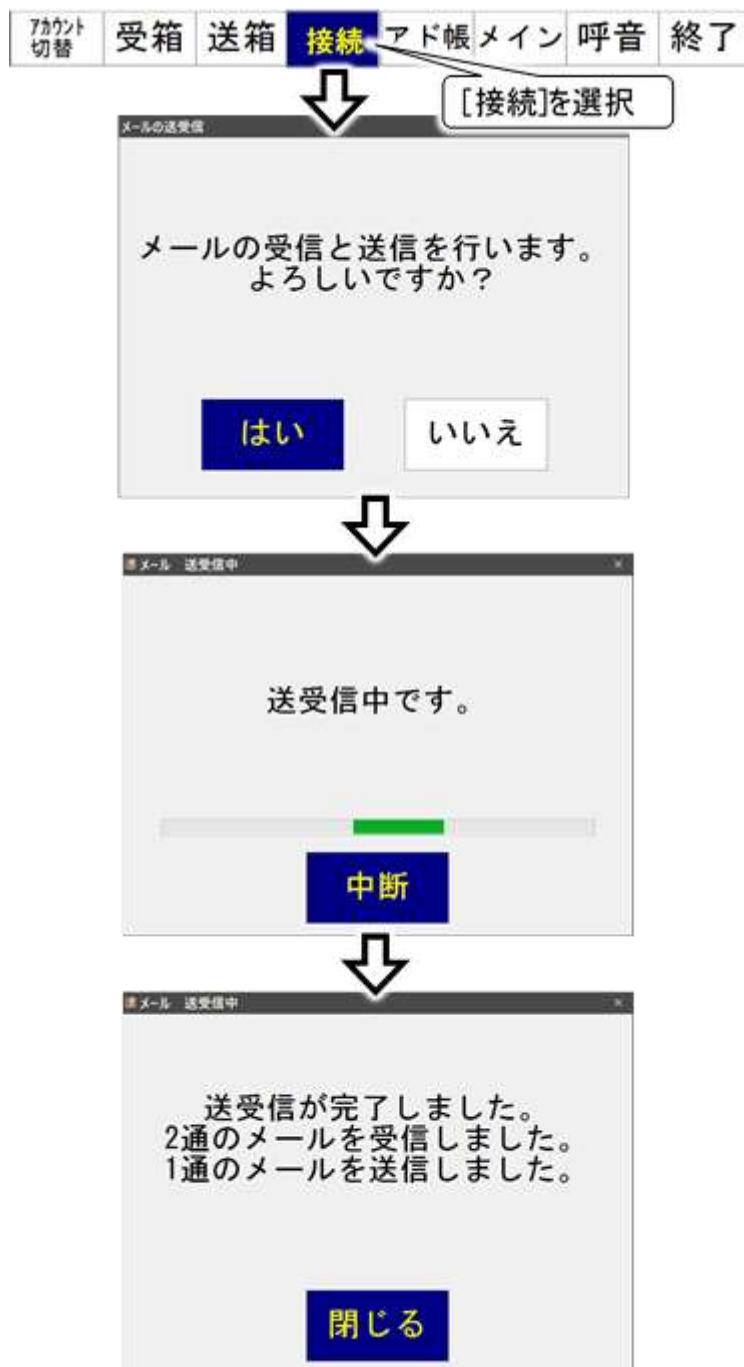 アカウント切替 受箱 送箱 接続 アド帳 メイン 呼音 終了
[接続]を選択
メールの送受信
メールの受信と送信を行います。
よろしいですか？
はい いいえ
メール 送受信中 ×
送受信中です。
中断
メール 送受信中 ×
送受信が完了しました。
2通のメールを受信しました。
1通のメールを送信しました。
閉じる